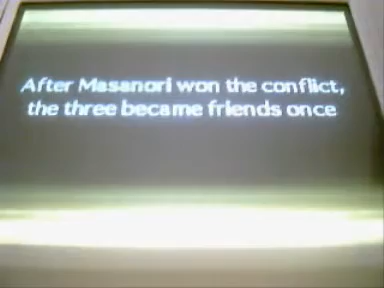 After Masanori won the conflict,
the three became friends once